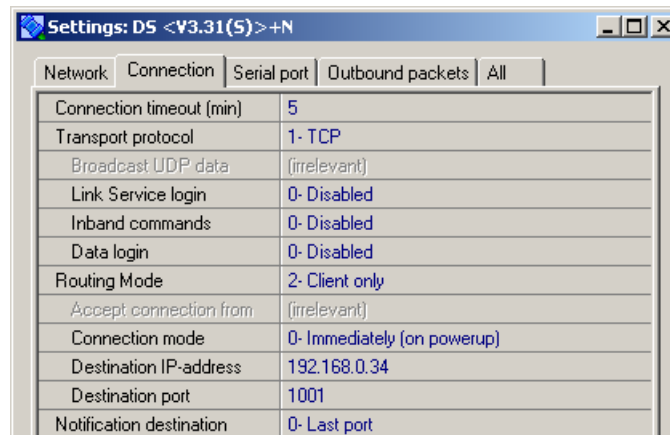 Settings: DS <V3.31(S)>+N
Network Connection Serial port Outbound packets All
Connection timeout (min) 5
Transport protocol 1- TCP
Broadcast UDP data (irrelevant)
Link Service login 0- Disabled
Inband commands 0- Disabled
Data login 0- Disabled
Routing Mode 2- Client only
Accept connection from (irrelevant)
Connection mode 0- Immediately (on powerup)
Destination IP-address 192.168.0.34
Destination port 1001
Notification destination 0- Last port